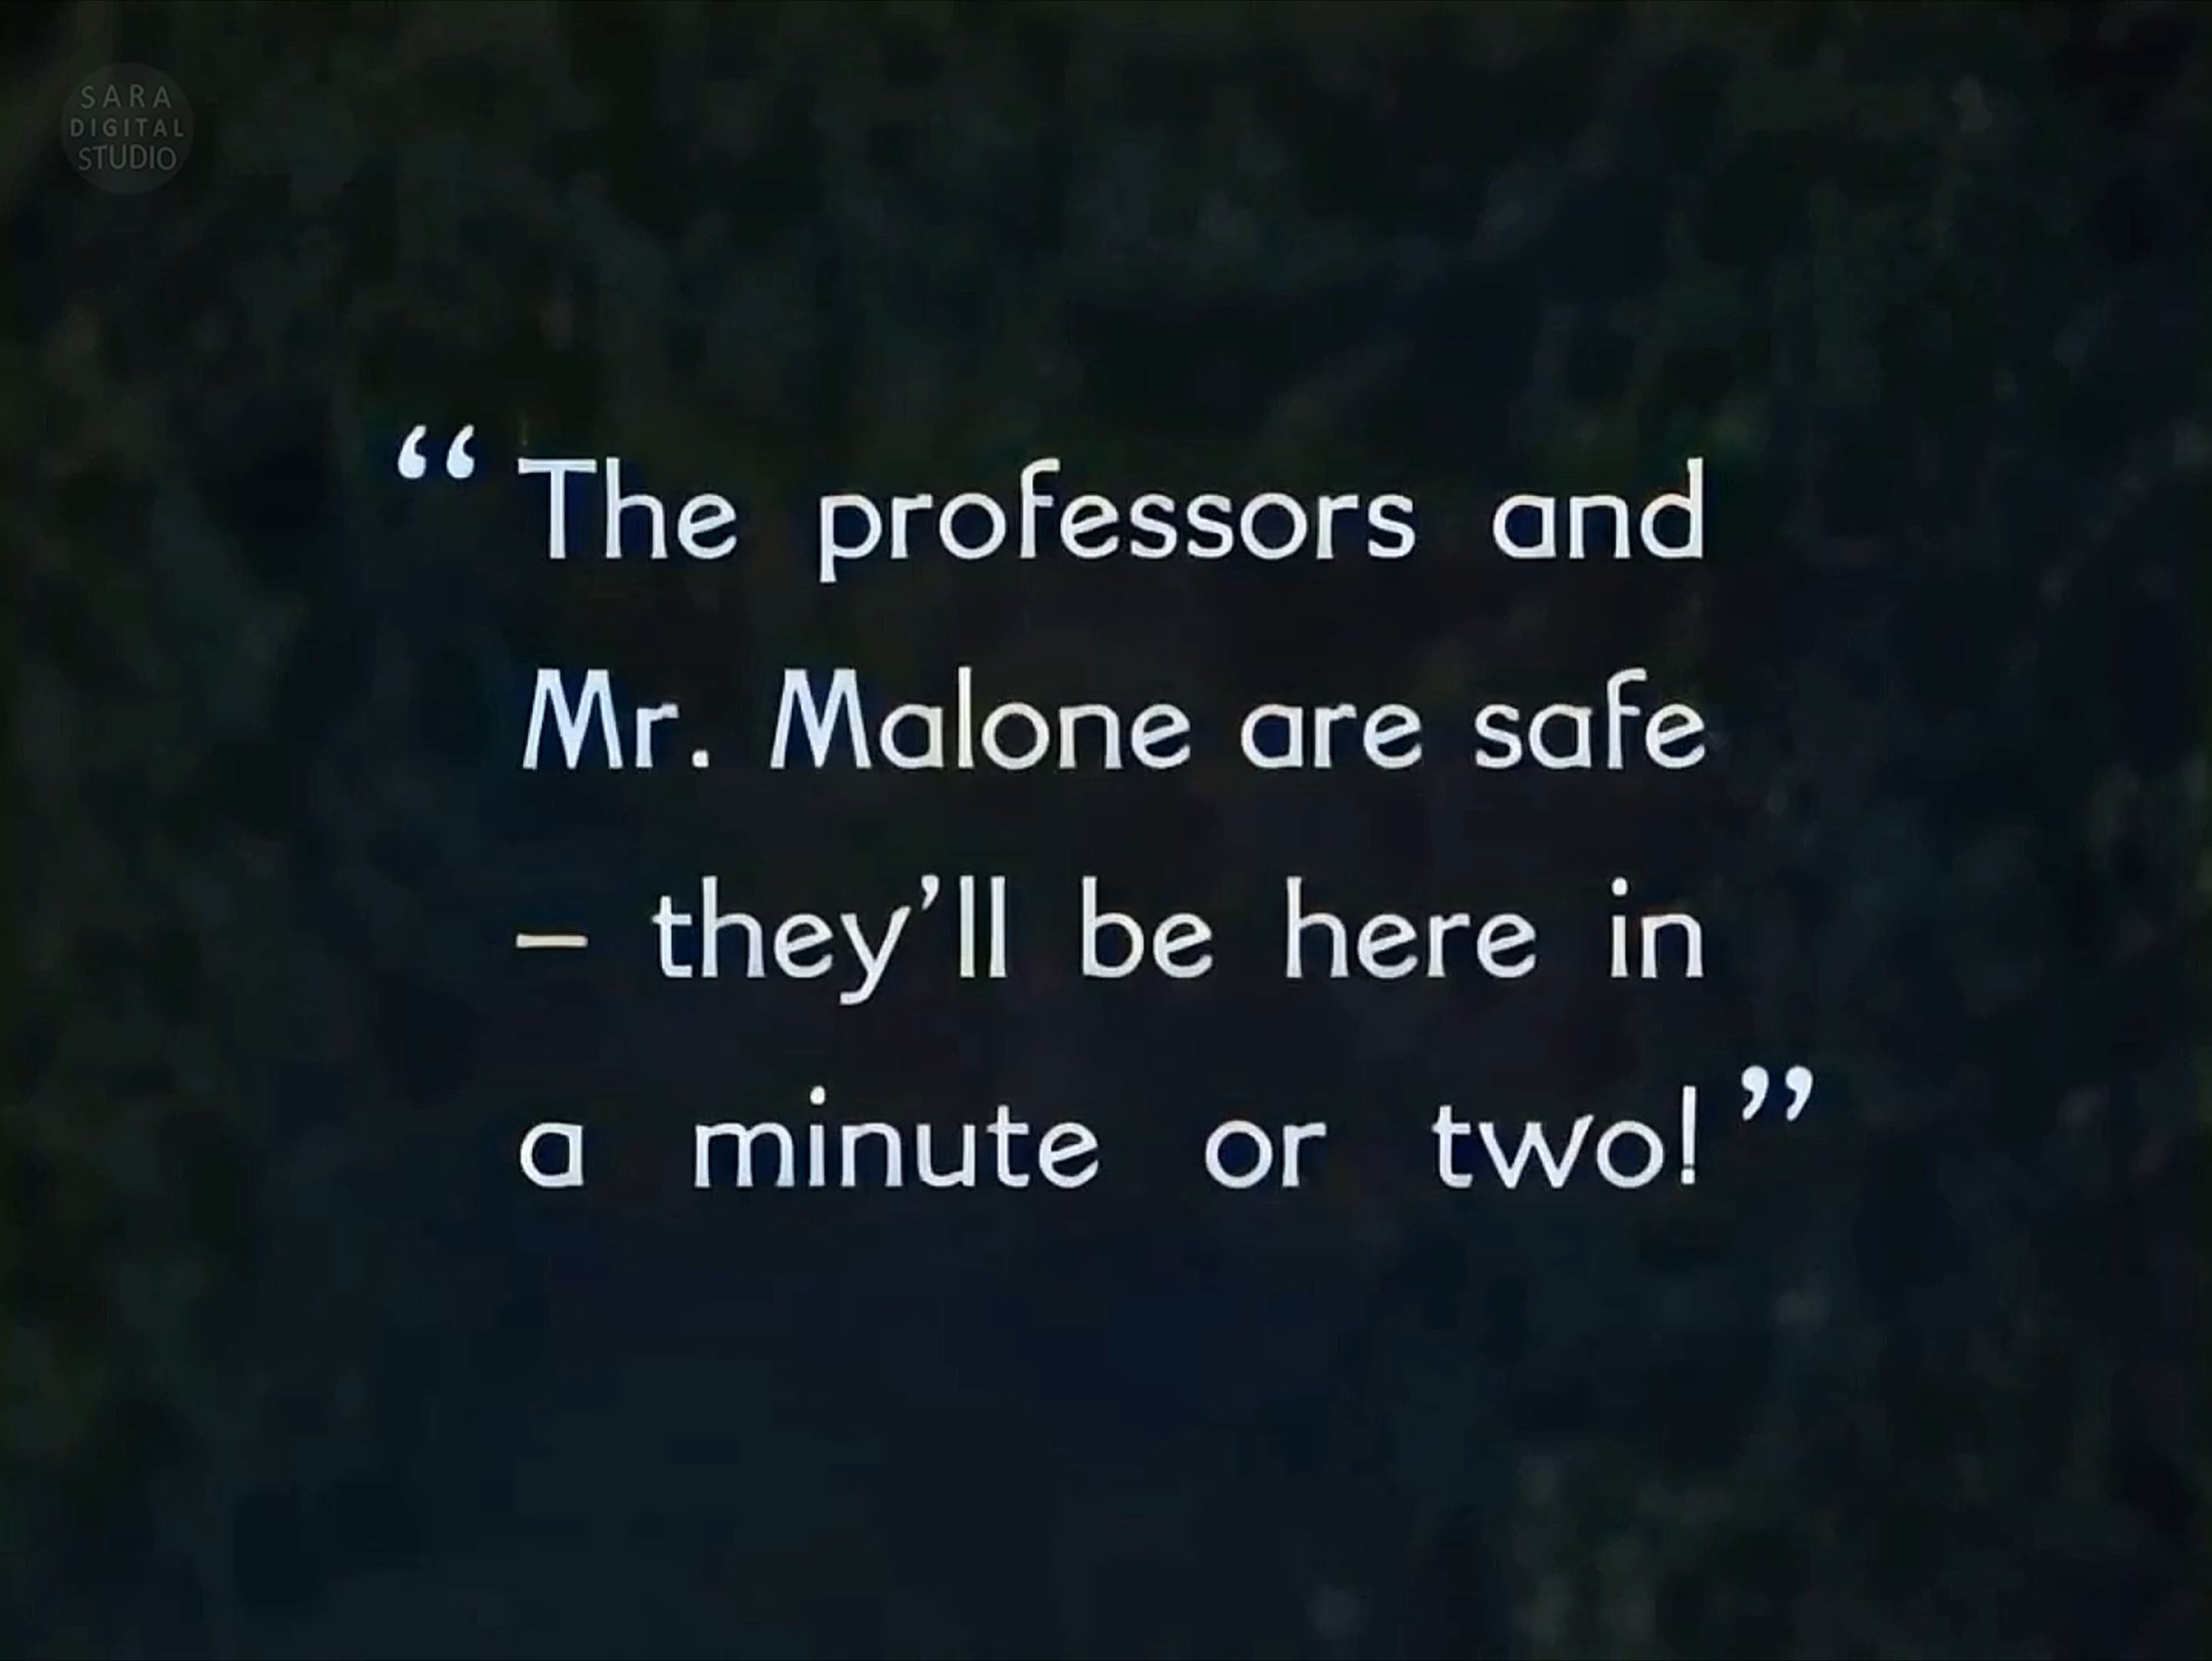 SARA
DIGITAL
STUDIO
“The professors and
Mr. Malone are safe
– they’ll be here in
a minute or two!”